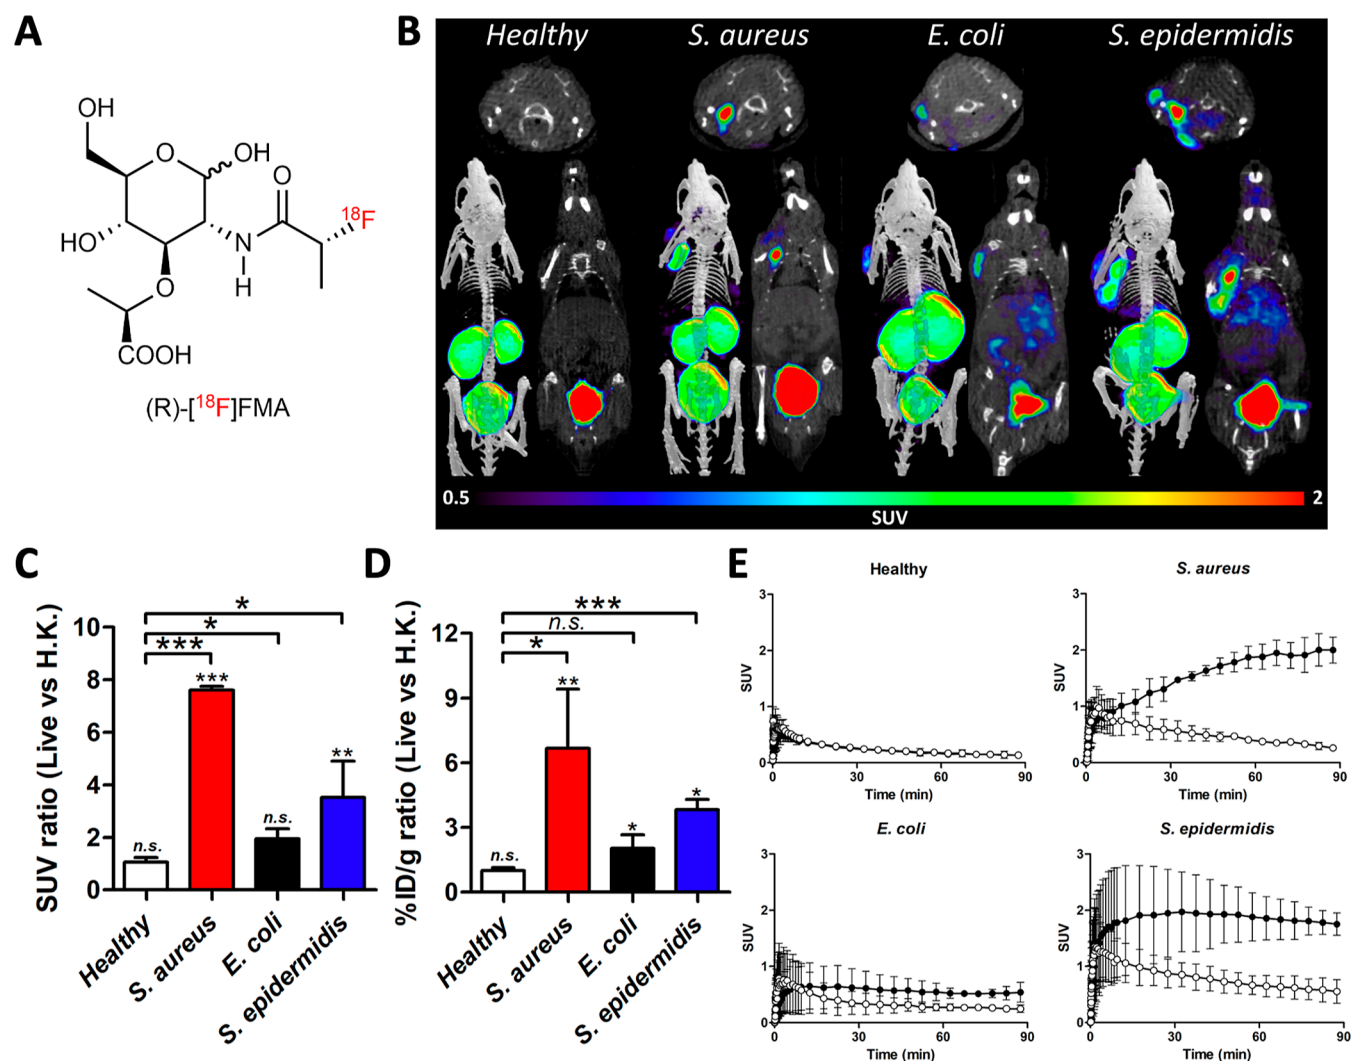 A
OH
O
OH
O
18F
HO
N
H
O
COOH
(R)-[18F]FMA
B
Healthy
S. aureus
E. coli
S. epidermidis
0.5
2
SUV
C
SUV ratio (Live vs H.K.)
10
8
6
4
2
0
*
*
***
n.s.
***
n.s.
**
Healthy
S. aureus
E. coli
S. epidermidis
D
%ID/g ratio (Live vs H.K.)
12
9
6
3
0
***
n.s.
*
n.s.
**
*
*
Healthy
S. aureus
E. coli
S. epidermidis
E
Healthy
SUV
3
2
1
0
0
30
60
90
Time (min)
S. aureus
SUV
3
2
1
0
0
30
60
90
Time (min)
E. coli
SUV
3
2
1
0
0
30
60
90
Time (min)
S. epidermidis
SUV
3
2
1
0
0
30
60
90
Time (min)